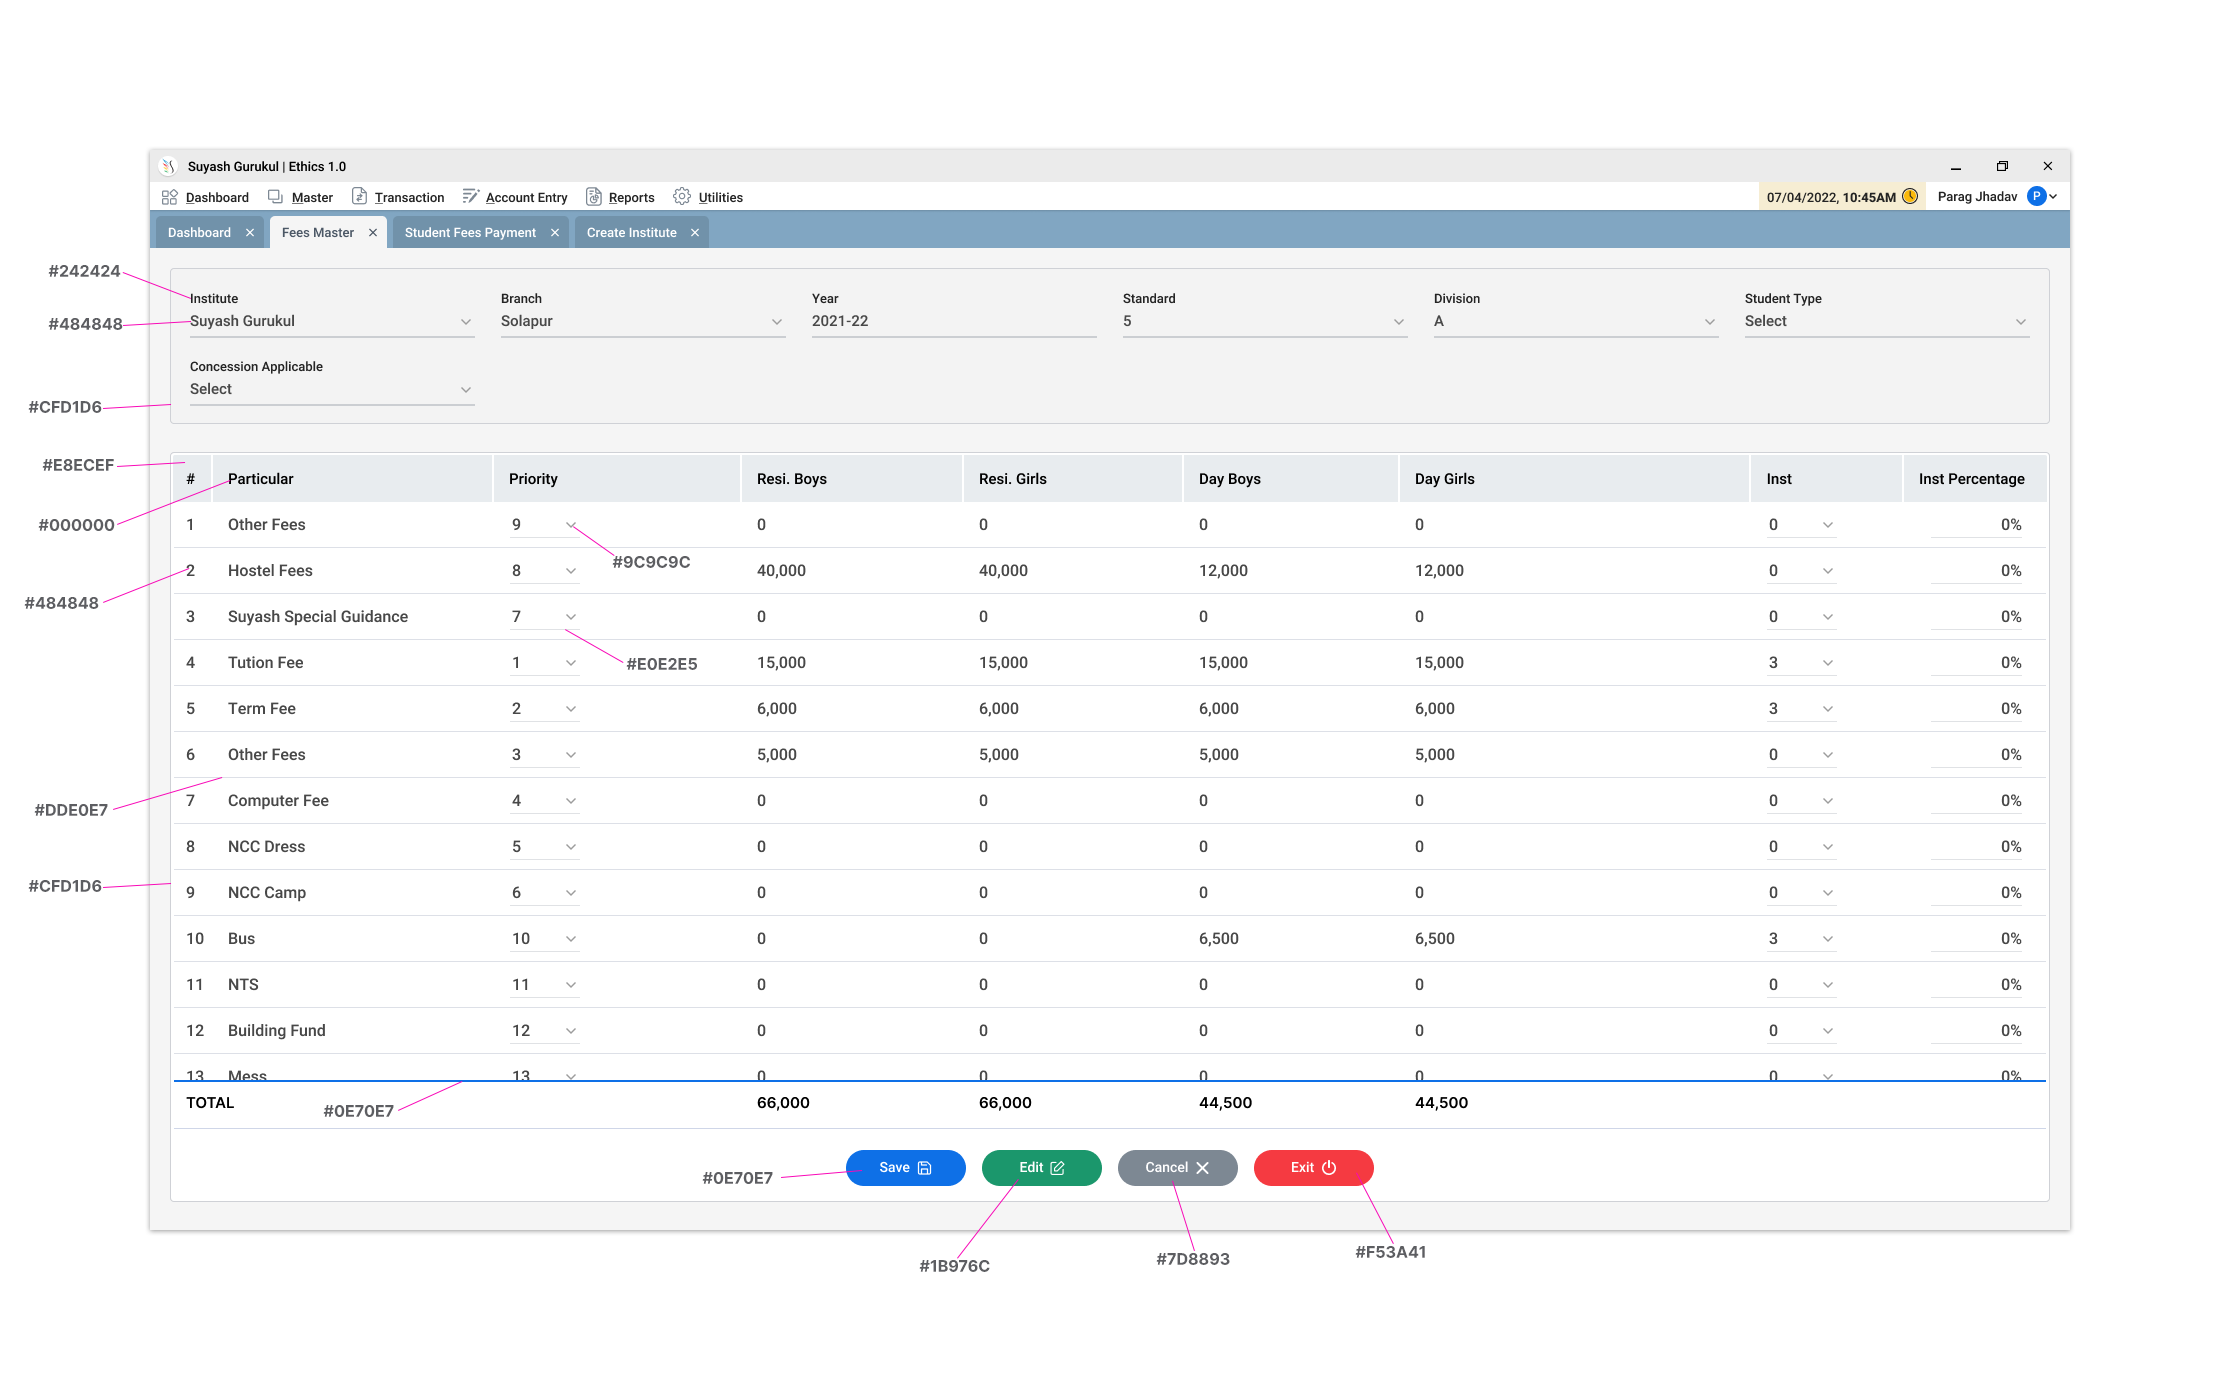 Suyash Gurukul | Ethics 1.0
Dashboard Master Transaction Account Entry Reports Utilities 07/04/2022, 10:45AM Parag Jhadav P
Dashboard Fees Master Student Fees Payment Create Institute
#242424
Institute Branch Year Standard Division Student Type
#484848
Suyash Gurukul Solapur 2021-22 5 A Select
Concession Applicable
Select
#CFD1D6
#E8ECEF
# Particular Priority Resi. Boys Resi. Girls Day Boys Day Girls Inst Inst Percentage
#000000
1 Other Fees 9 0 0 0 0 0 0%
#9C9C9C
2 Hostel Fees 8 40,000 40,000 12,000 12,000 0 0%
#484848
3 Suyash Special Guidance 7 0 0 0 0 0 0%
4 Tution Fee 1 15,000 15,000 15,000 15,000 3 0%
#E0E2E5
5 Term Fee 2 6,000 6,000 6,000 6,000 3 0%
6 Other Fees 3 5,000 5,000 5,000 5,000 0 0%
7 Computer Fee 4 0 0 0 0 0 0%
#DDE0E7
8 NCC Dress 5 0 0 0 0 0 0%
#CFD1D6
9 NCC Camp 6 0 0 0 0 0 0%
10 Bus 10 0 0 6,500 6,500 3 0%
11 NTS 11 0 0 0 0 0 0%
12 Building Fund 12 0 0 0 0 0 0%
13 Mess 13 0 0 0 0 0 0%
TOTAL 66,000 66,000 44,500 44,500
#0E70E7
#0E70E7
Save Edit Cancel Exit
#1B976C
#7D8893
#F53A41